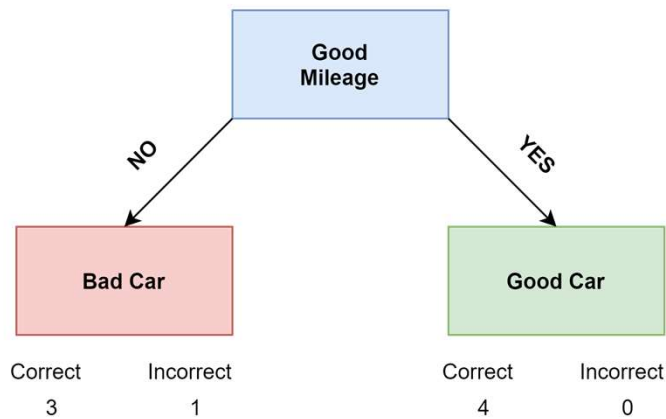 Good
Mileage
NO
YES
Bad Car
Good Car
Correct Incorrect
3 1
Correct Incorrect
4 0